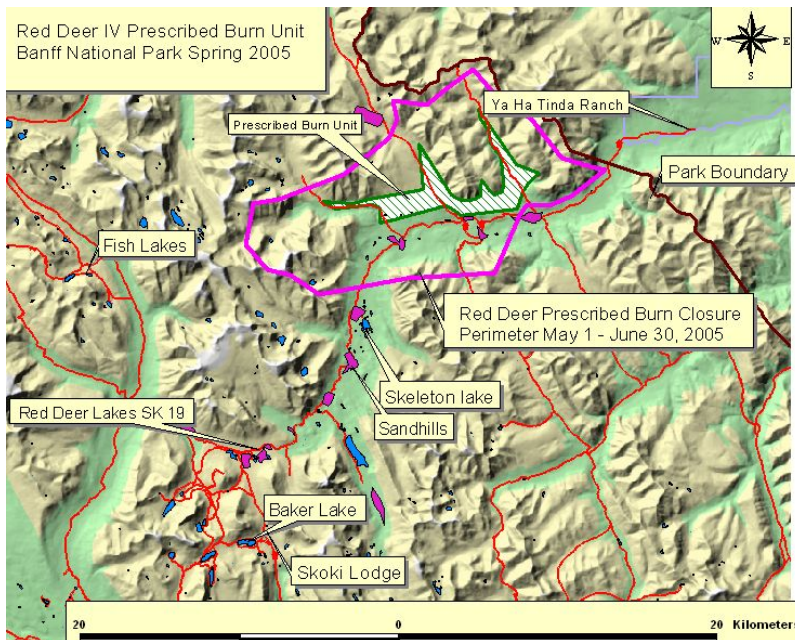 Red Deer IV Prescribed Burn Unit
Banff National Park Spring 2005
N
W E
S
Ya Ha Tinda Ranch
Prescribed Burn Unit
Park Boundary
Fish Lakes
Red Deer Prescribed Burn Closure
Perimeter May 1 - June 30, 2005
Skeleton lake
Red Deer Lakes SK 19
Sandhills
Baker Lake
Skoki Lodge
20 0 20 Kilometers